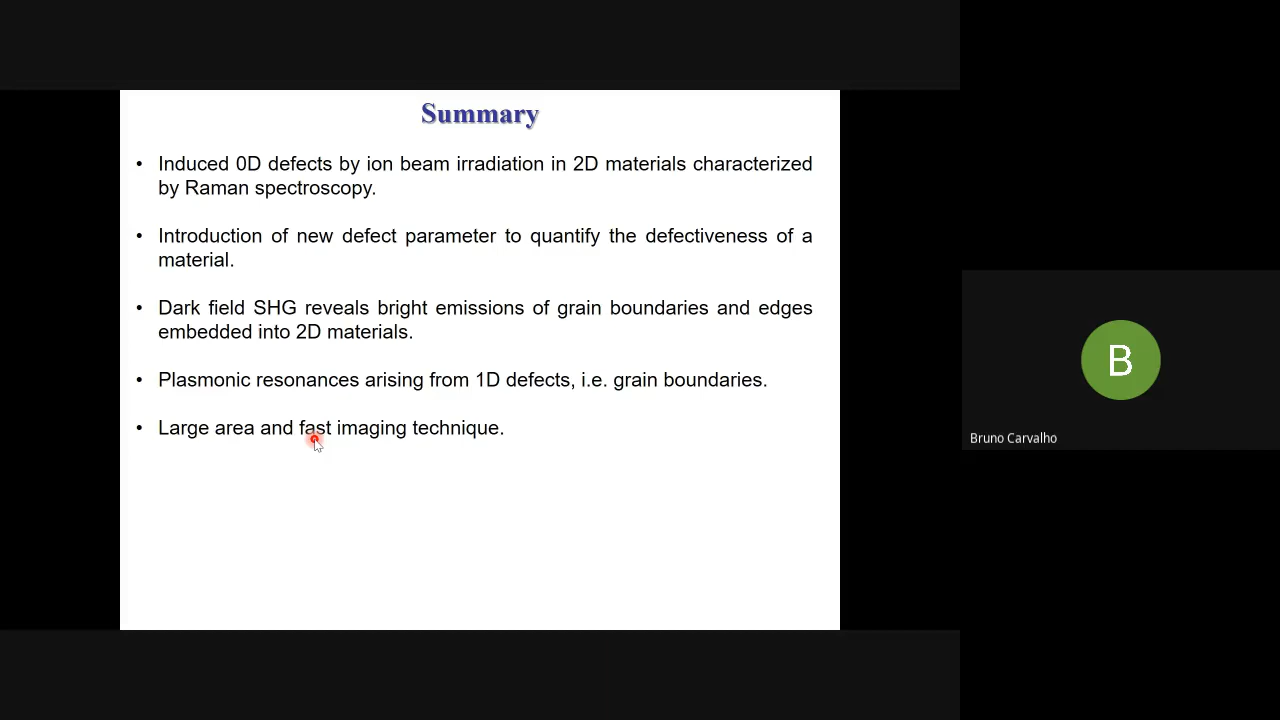 Summary
• Induced 0D defects by ion beam irradiation in 2D materials characterized
by Raman spectroscopy.
• Introduction of new defect parameter to quantify the defectiveness of a
material.
• Dark field SHG reveals bright emissions of grain boundaries and edges
embedded into 2D materials.
• Plasmonic resonances arising from 1D defects, i.e. grain boundaries.
• Large area and fast imaging technique.
B
Bruno Carvalho